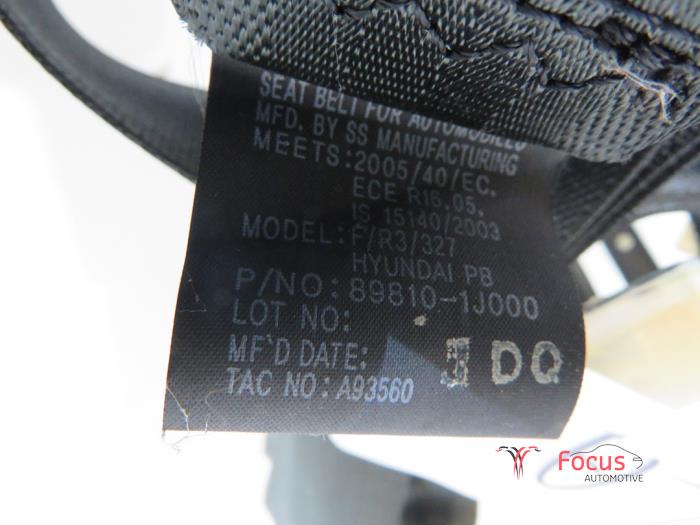 SEAT BELT FOR AUTOMOBILES
MFD. BY SS MANUFACTURING
MEETS:2005/40/EC.
ECE R16.05.
IS 15140/2003
MODEL:F/R3/327
HYUNDAI PB
P/NO:89810-1J000
LOT NO:
MF'D DATE:
DQ
TAC NO:A93560
Focus
AUTOMOTIVE